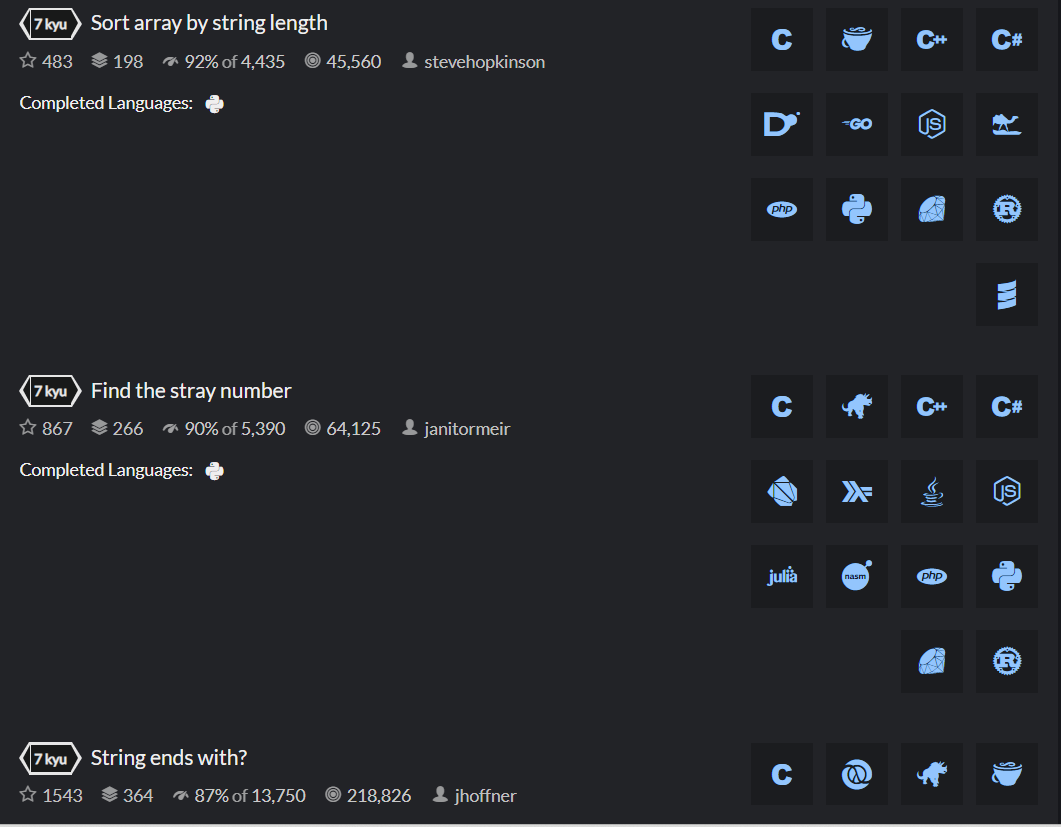 7 kyu Sort array by string length
483 198 92% of 4,435 45,560 stevehopkinson
Completed Languages:
C C++ C#
D GO JS
php R
7 kyu Find the stray number
867 266 90% of 5,390 64,125 janitormeir
Completed Languages:
C C++ C#
JS
julia nasm php
R
7 kyu String ends with?
1543 364 87% of 13,750 218,826 jhoffner
C